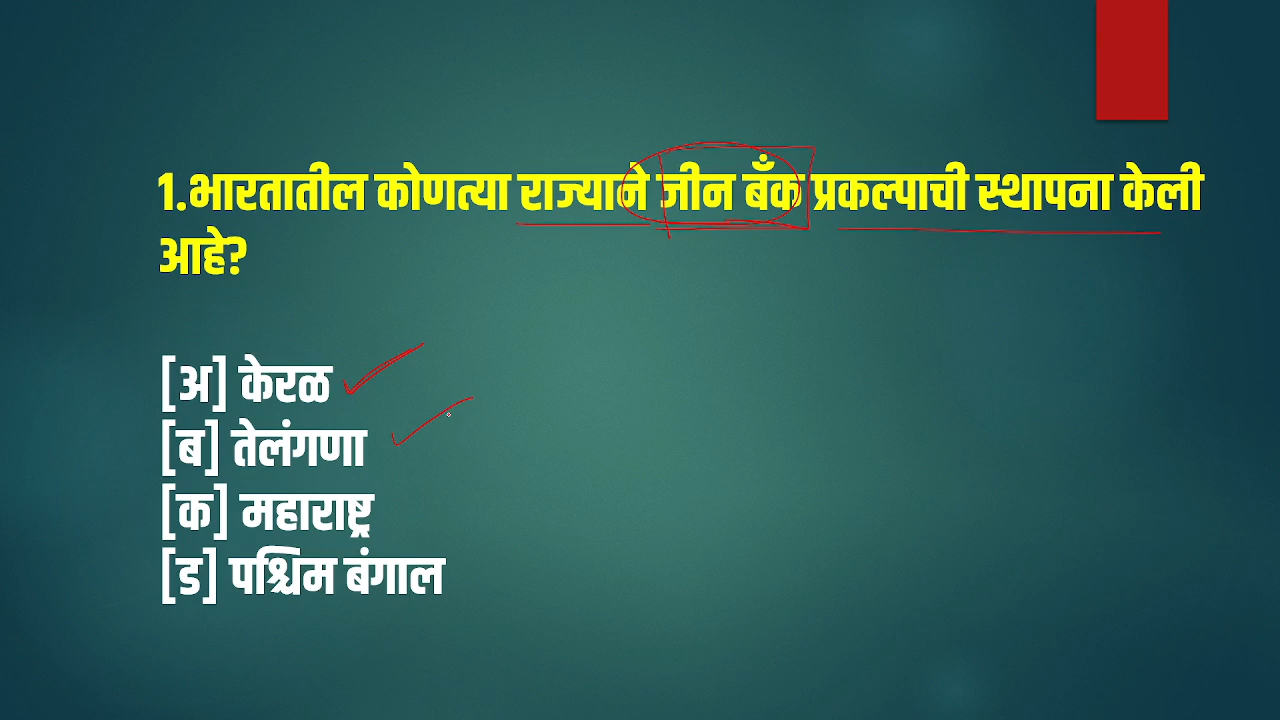 1.भारतातील कोणत्या राज्याने जीन बँक प्रकल्पाची स्थापना केली
आहे?
[अ] केरळ
[ब] तेलंगणा
[क] महाराष्ट्र
[ड] पश्चिम बंगाल